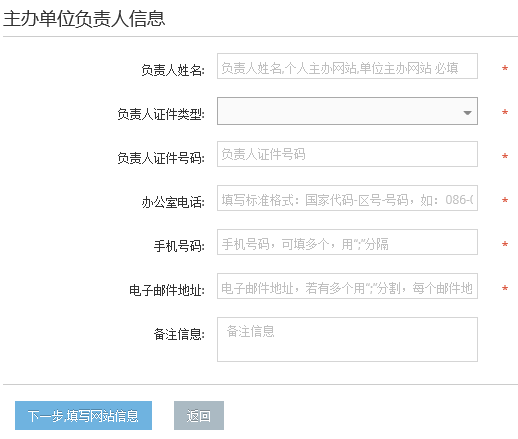 主办单位负责人信息
负责人姓名: 负责人姓名,个人主办网站,单位主办网站 必填 *
负责人证件类型: *
负责人证件号码: 负责人证件号码 *
办公室电话: 填写标准格式：国家代码-区号-号码，如：086-0 *
手机号码: 手机号码，可填多个，用“;”分隔 *
电子邮件地址: 电子邮件地址，若有多个用“;”分割，每个邮件地 *
备注信息: 备注信息
下一步,填写网站信息 返回